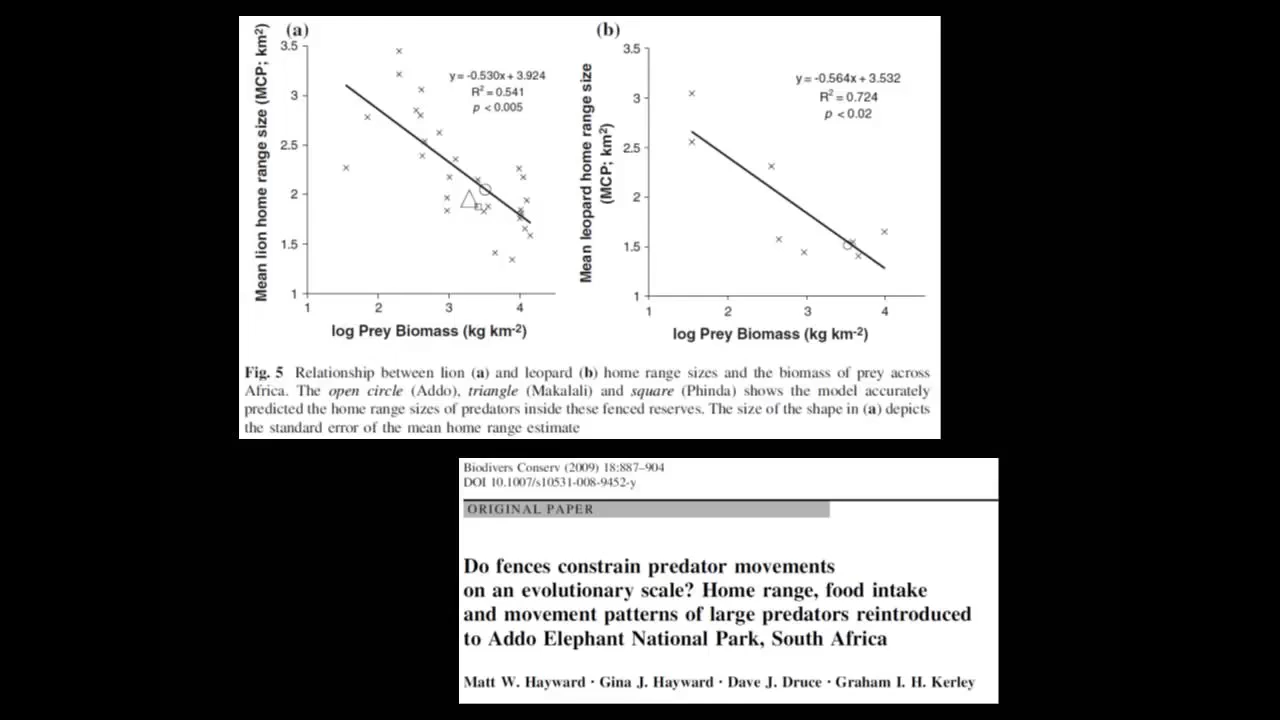 (a)
Mean lion home range size (MCP; km²)
3.5
3
2.5
2
1.5
1
y = -0.530x + 3.924
R² = 0.541
p < 0.005
1 2 3 4
log Prey Biomass (kg km-²)
(b)
Mean leopard home range size
(MCP; km²)
3.5
3
2.5
2
1.5
1
y = -0.564x + 3.532
R² = 0.724
p < 0.02
1 2 3 4
log Prey Biomass (kg km-²)
Fig. 5 Relationship between lion (a) and leopard (b) home range sizes and the biomass of prey across
Africa. The open circle (Addo), triangle (Makalali) and square (Phinda) shows the model accurately
predicted the home range sizes of predators inside these fenced reserves. The size of the shape in (a) depicts
the standard error of the mean home range estimate
Biodivers Conserv (2009) 18:887–904
DOI 10.1007/s10531-008-9452-y
ORIGINAL PAPER
Do fences constrain predator movements
on an evolutionary scale? Home range, food intake
and movement patterns of large predators reintroduced
to Addo Elephant National Park, South Africa
Matt W. Hayward · Gina J. Hayward · Dave J. Druce · Graham I. H. Kerley